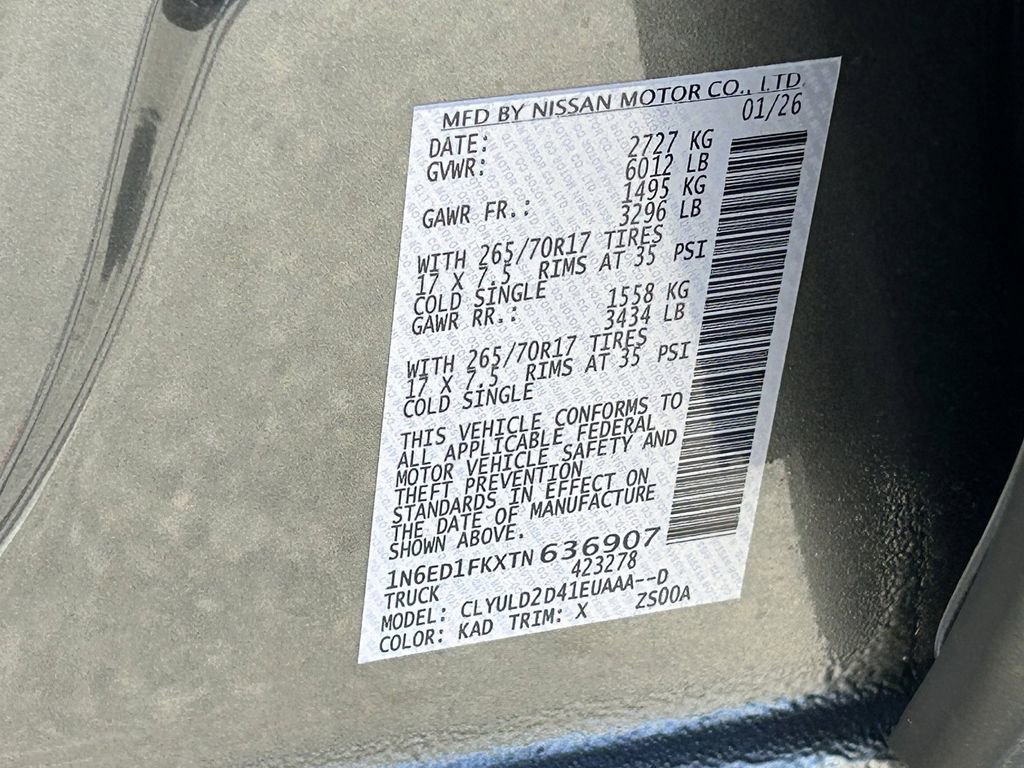 MFD BY NISSAN MOTOR CO., LTD.
DATE: 01/26
GVWR: 2727 KG
6012 LB
GAWR FR.: 1495 KG
3296 LB
WITH 265/70R17 TIRES
17 X 7.5 RIMS AT 35 PSI
COLD SINGLE
GAWR RR.: 1558 KG
3434 LB
WITH 265/70R17 TIRES
17 X 7.5 RIMS AT 35 PSI
COLD SINGLE
THIS VEHICLE CONFORMS TO
ALL APPLICABLE FEDERAL
MOTOR VEHICLE SAFETY AND
THEFT PREVENTION
STANDARDS IN EFFECT ON
THE DATE OF MANUFACTURE
SHOWN ABOVE.
1N6ED1FKXTN636907
TRUCK 423278
MODEL: CLYULD2D41EUAAA--D
COLOR: KAD TRIM: X ZS00A